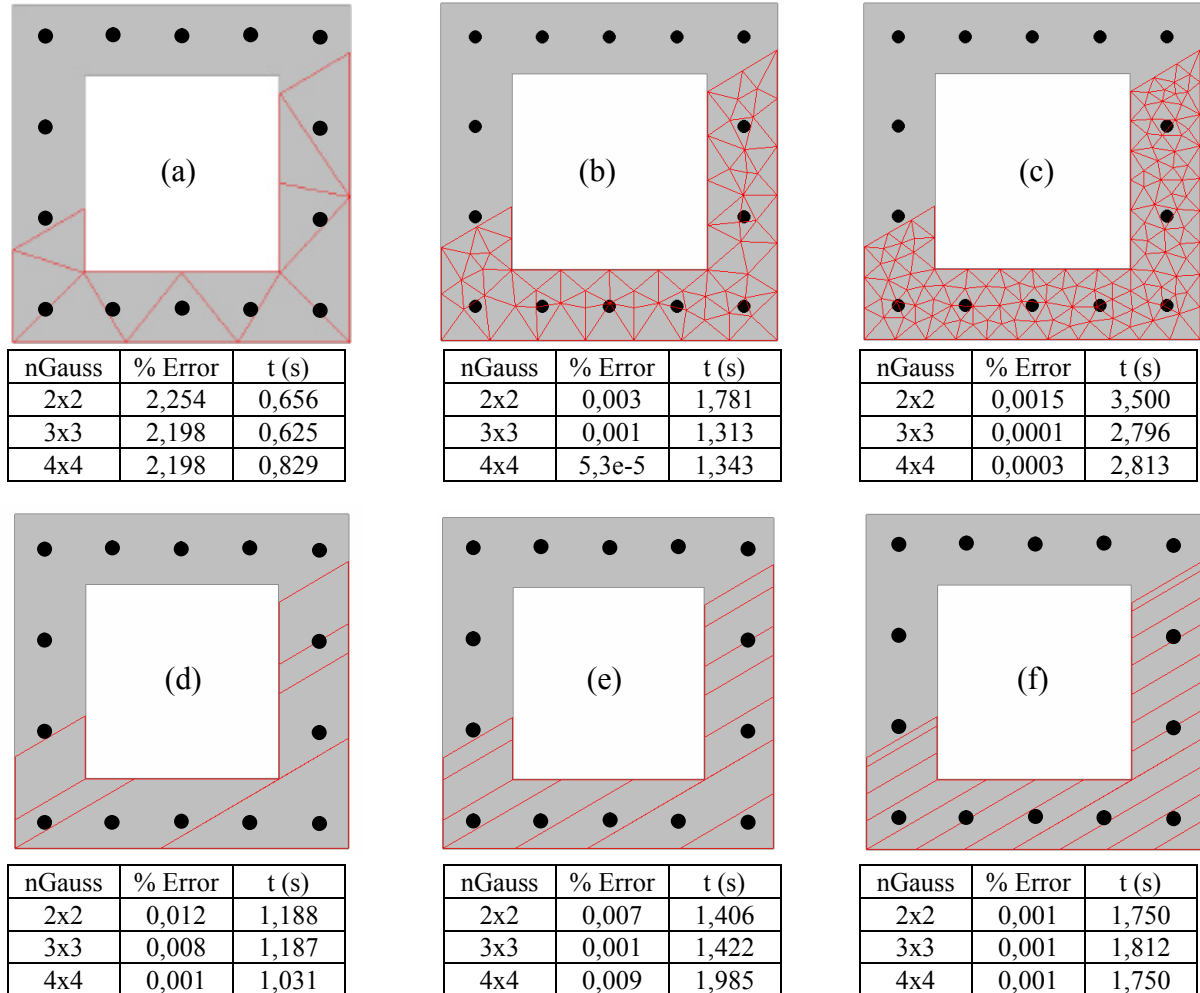 (a) (b) (c)
nGauss % Error t (s) nGauss % Error t (s) nGauss % Error t (s)
2x2 2,254 0,656 2x2 0,003 1,781 2x2 0,0015 3,500
3x3 2,198 0,625 3x3 0,001 1,313 3x3 0,0001 2,796
4x4 2,198 0,829 4x4 5,3e-5 1,343 4x4 0,0003 2,813
(d) (e) (f)
nGauss % Error t (s) nGauss % Error t (s) nGauss % Error t (s)
2x2 0,012 1,188 2x2 0,007 1,406 2x2 0,001 1,750
3x3 0,008 1,187 3x3 0,001 1,422 3x3 0,001 1,812
4x4 0,001 1,031 4x4 0,009 1,985 4x4 0,001 1,750